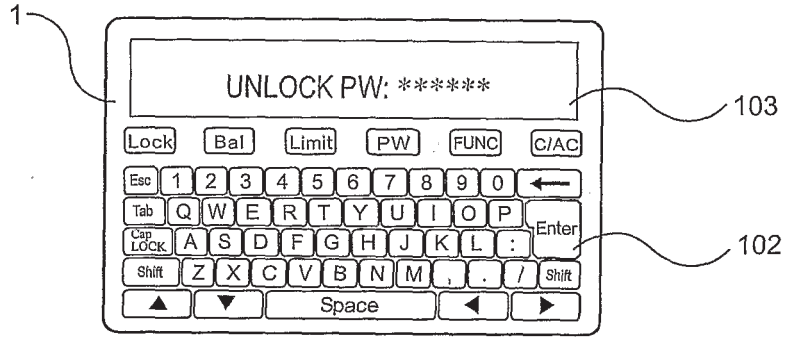 1
UNLOCK PW: ******
103
Lock Bal Limit PW FUNC C/AC
Esc 1 2 3 4 5 6 7 8 9 0 ←
Tab Q W E R T Y U I O P Enter
Cap LOCK A S D F G H J K L :
102
Shift Z X C V B N M , . / Shift
▲ ▼ Space ◀ ▶